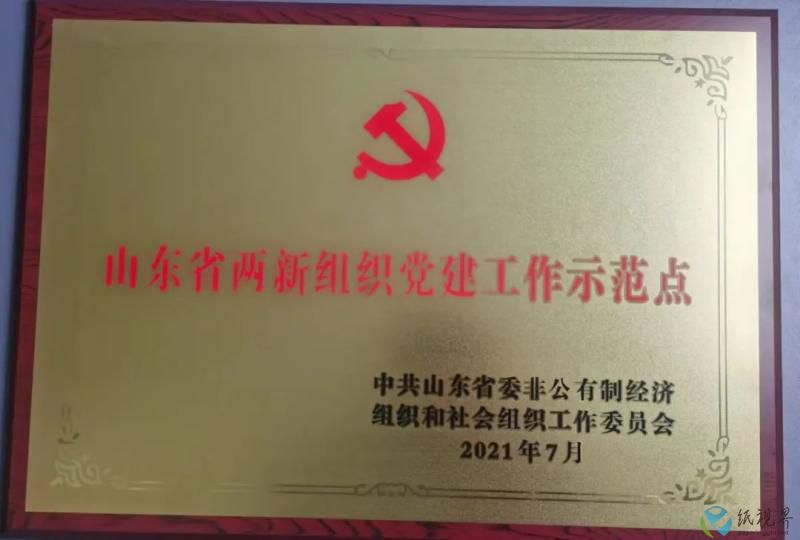 山东省两新组织党建工作示范点
中共山东省委非公有制经济
组织和社会组织工作委员会
2021年7月
纸视界